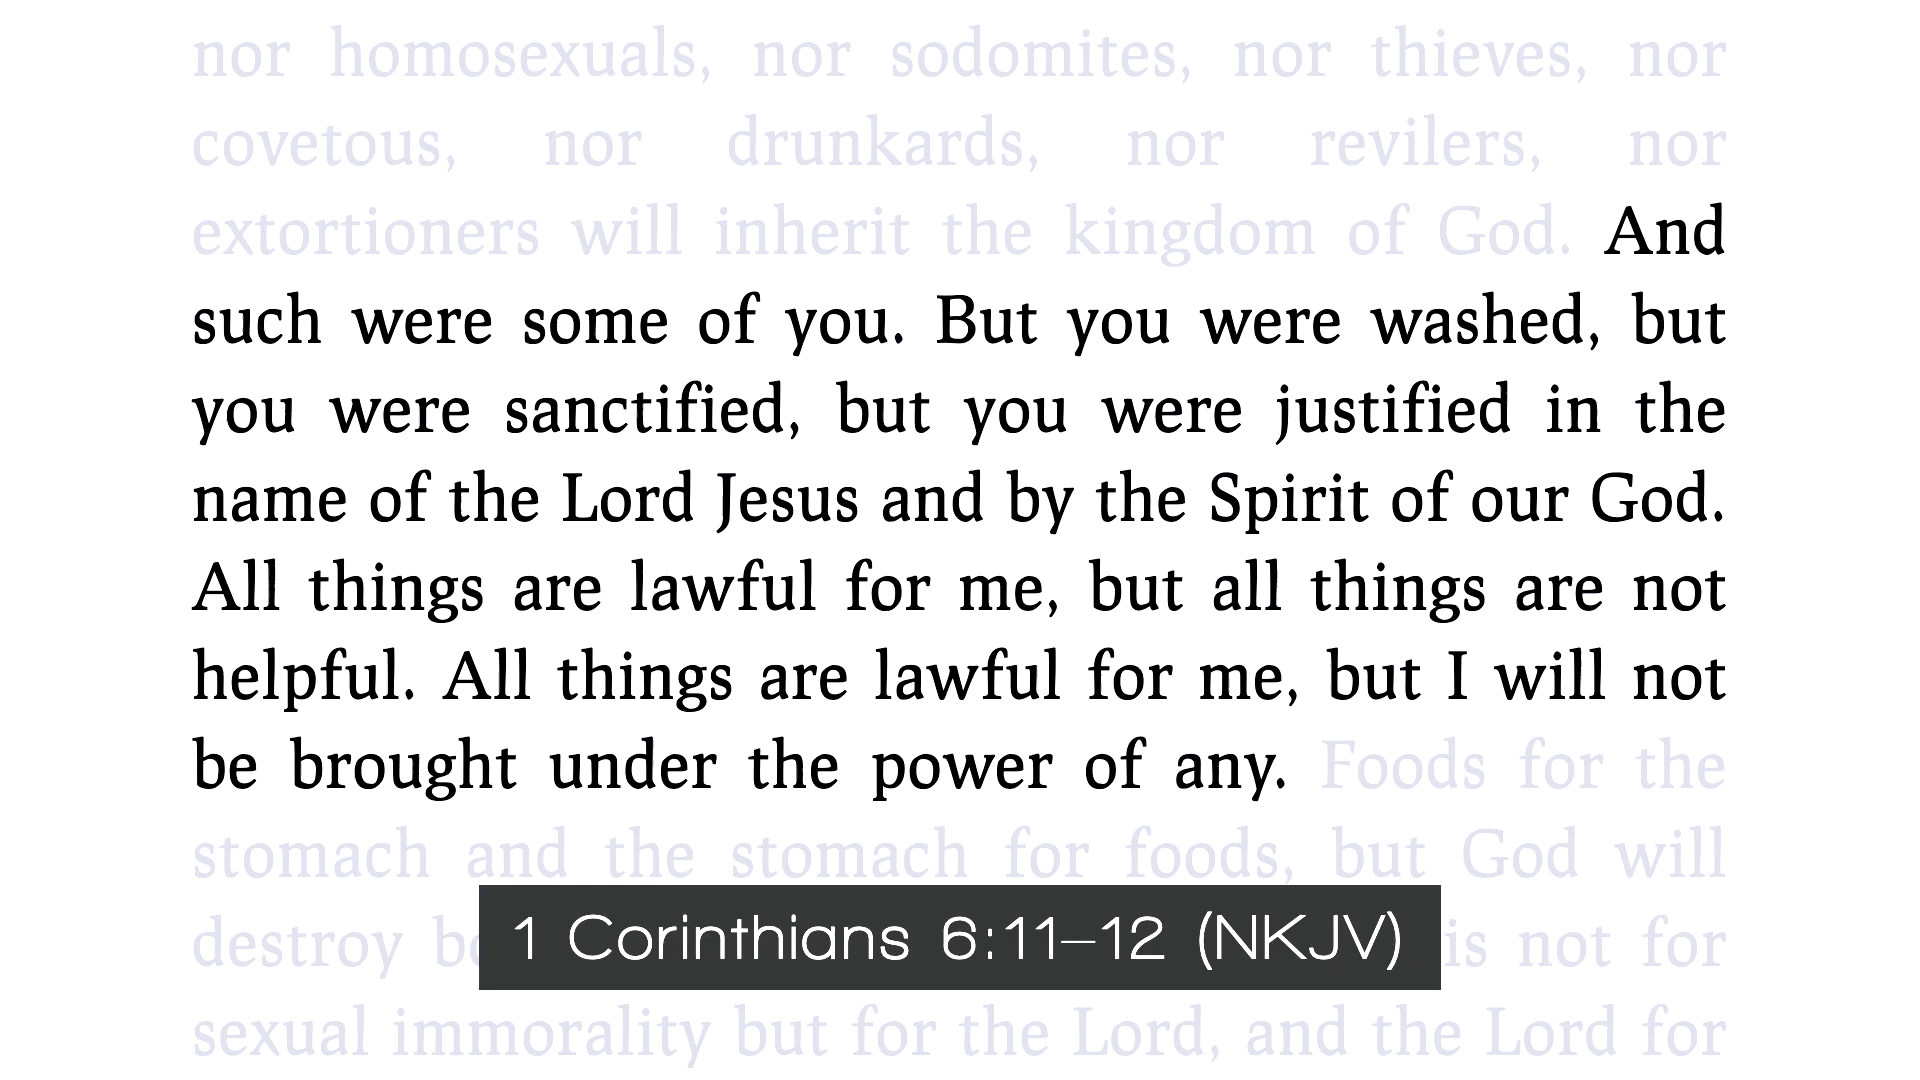 nor homosexuals, nor sodomites, nor thieves, nor
covetous, nor drunkards, nor revilers, nor
extortioners will inherit the kingdom of God. And
such were some of you. But you were washed, but
you were sanctified, but you were justified in the
name of the Lord Jesus and by the Spirit of our God.
All things are lawful for me, but all things are not
helpful. All things are lawful for me, but I will not
be brought under the power of any. Foods for the
stomach and the stomach for foods, but God will
destroy is not for
1 Corinthians 6:11–12 (NKJV)
sexual immorality but for the Lord, and the Lord for